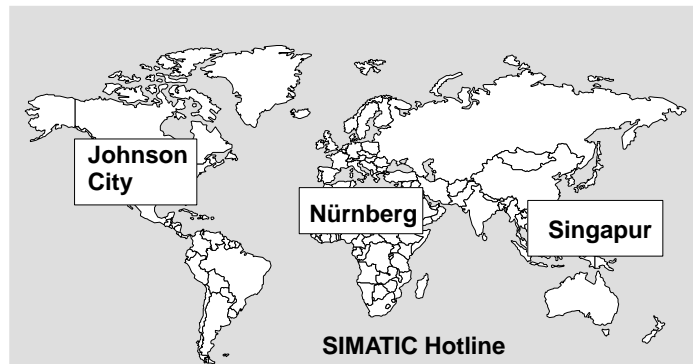 Johnson
City
Nürnberg
Singapur
SIMATIC Hotline